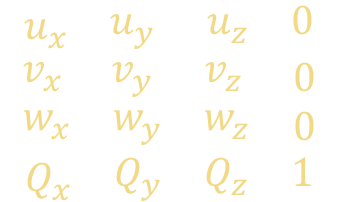 u_x u_y u_z 0
v_x v_y v_z 0
w_x w_y w_z 0
Q_x Q_y Q_z 1